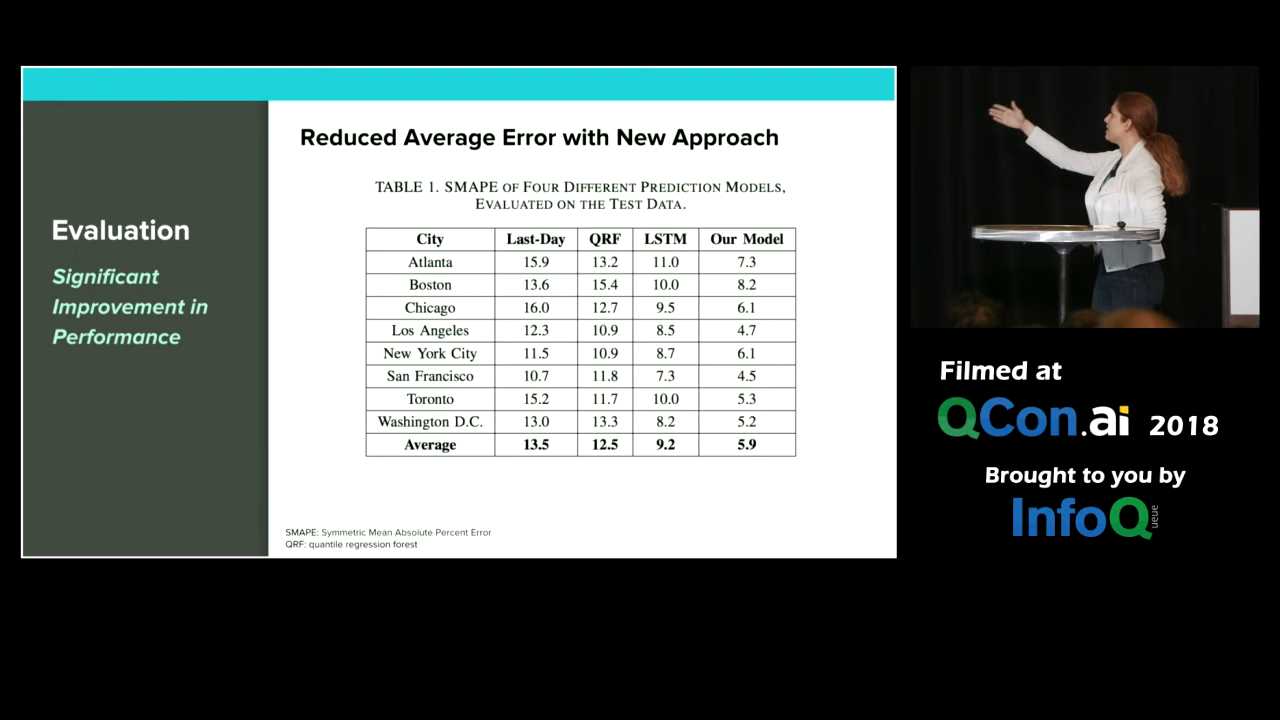 Reduced Average Error with New Approach
TABLE 1. SMAPE OF FOUR DIFFERENT PREDICTION MODELS,
EVALUATED ON THE TEST DATA.
Evaluation
Significant
Improvement in
Performance
City Last-Day QRF LSTM Our Model
Atlanta 15.9 13.2 11.0 7.3
Boston 13.6 15.4 10.0 8.2
Chicago 16.0 12.7 9.5 6.1
Los Angeles 12.3 10.9 8.5 4.7
New York City 11.5 10.9 8.7 6.1
San Francisco 10.7 11.8 7.3 4.5
Toronto 15.2 11.7 10.0 5.3
Washington D.C. 13.0 13.3 8.2 5.2
Average 13.5 12.5 9.2 5.9
SMAPE: Symmetric Mean Absolute Percent Error
QRF: quantile regression forest
Filmed at
QCon.ai 2018
Brought to you by
InfoQueue